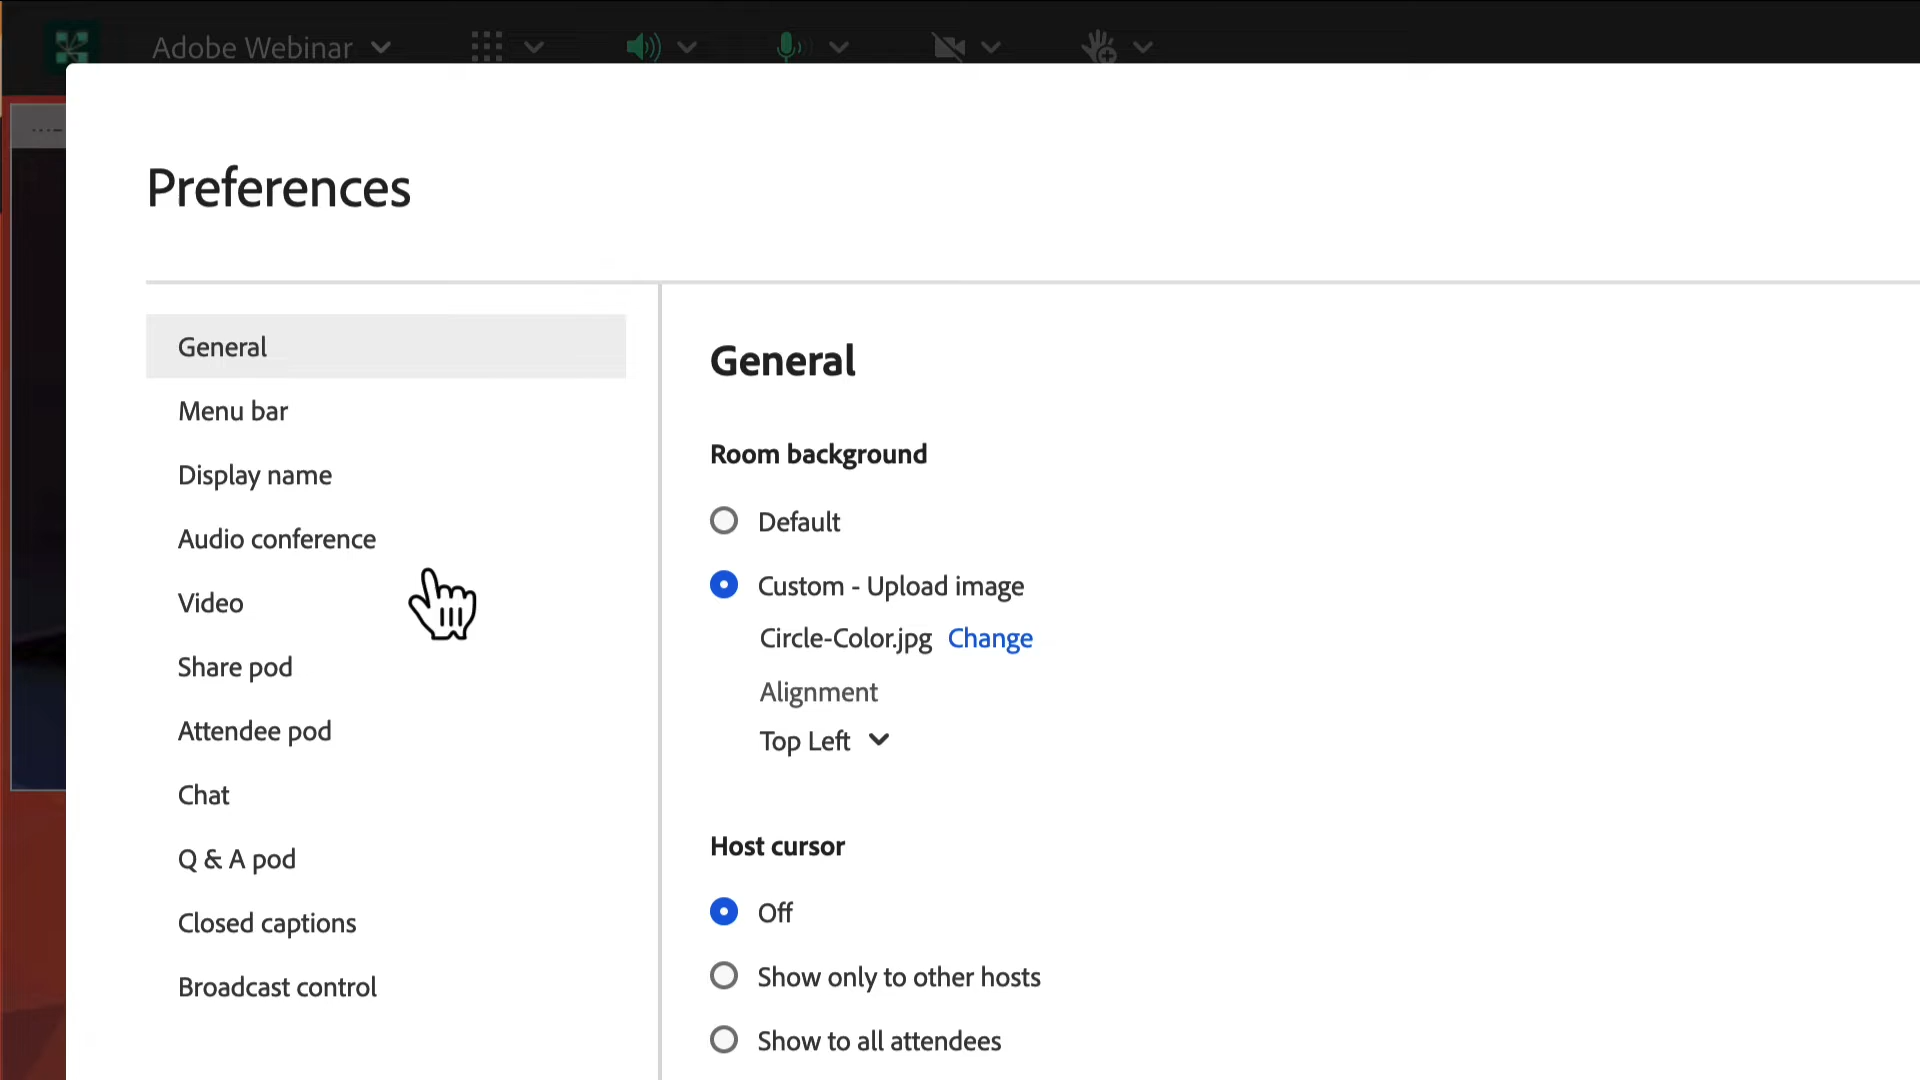 Adobe Webinar
Preferences
General
Menu bar
Display name
Audio conference
Video
Share pod
Attendee pod
Chat
Q & A pod
Closed captions
Broadcast control
General
Room background
Default
Custom - Upload image
Circle-Color.jpg Change
Alignment
Top Left
Host cursor
Off
Show only to other hosts
Show to all attendees